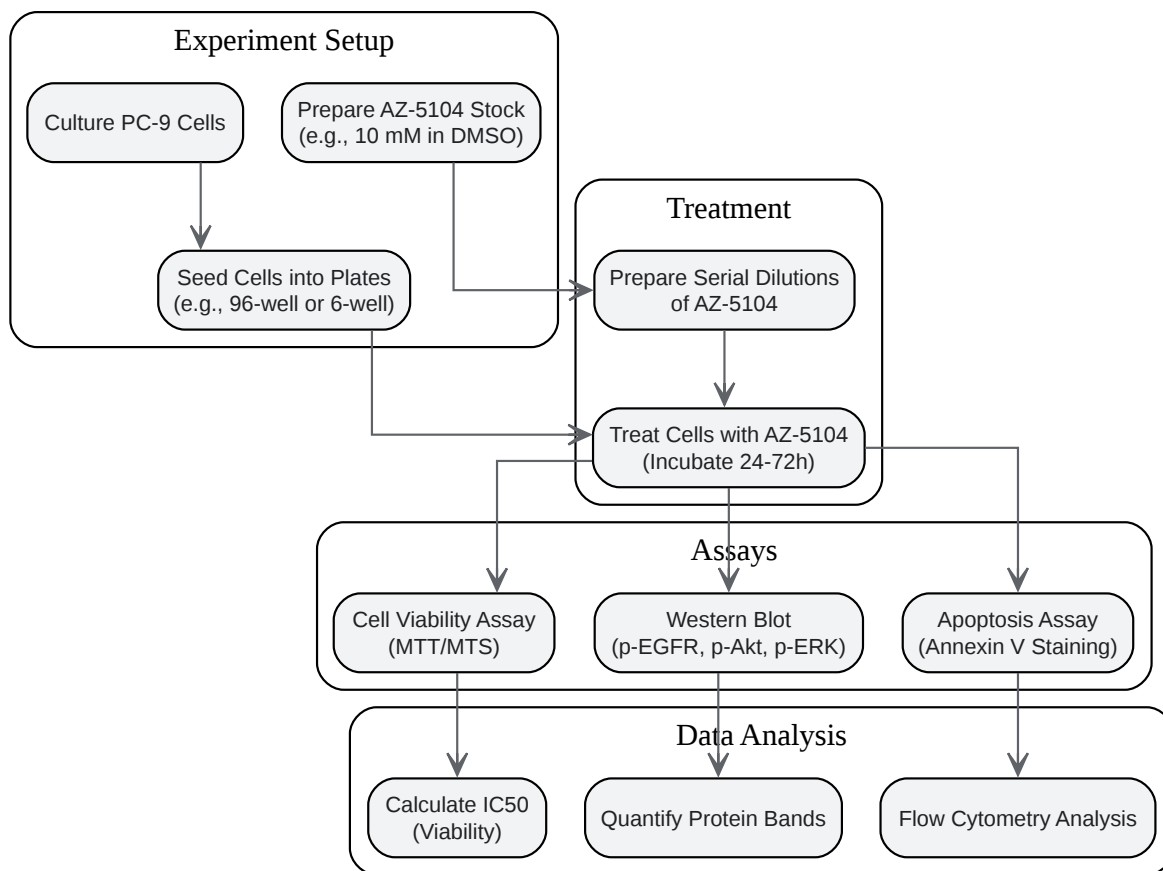 Experiment Setup
Culture PC-9 Cells
Prepare AZ-5104 Stock
(e.g., 10 mM in DMSO)
Seed Cells into Plates
(e.g., 96-well or 6-well)
Treatment
Prepare Serial Dilutions
of AZ-5104
Treat Cells with AZ-5104
(Incubate 24-72h)
Assays
Cell Viability Assay
(MTT/MTS)
Western Blot
(p-EGFR, p-Akt, p-ERK)
Apoptosis Assay
(Annexin V Staining)
Data Analysis
Calculate IC50
(Viability)
Quantify Protein Bands
Flow Cytometry Analysis